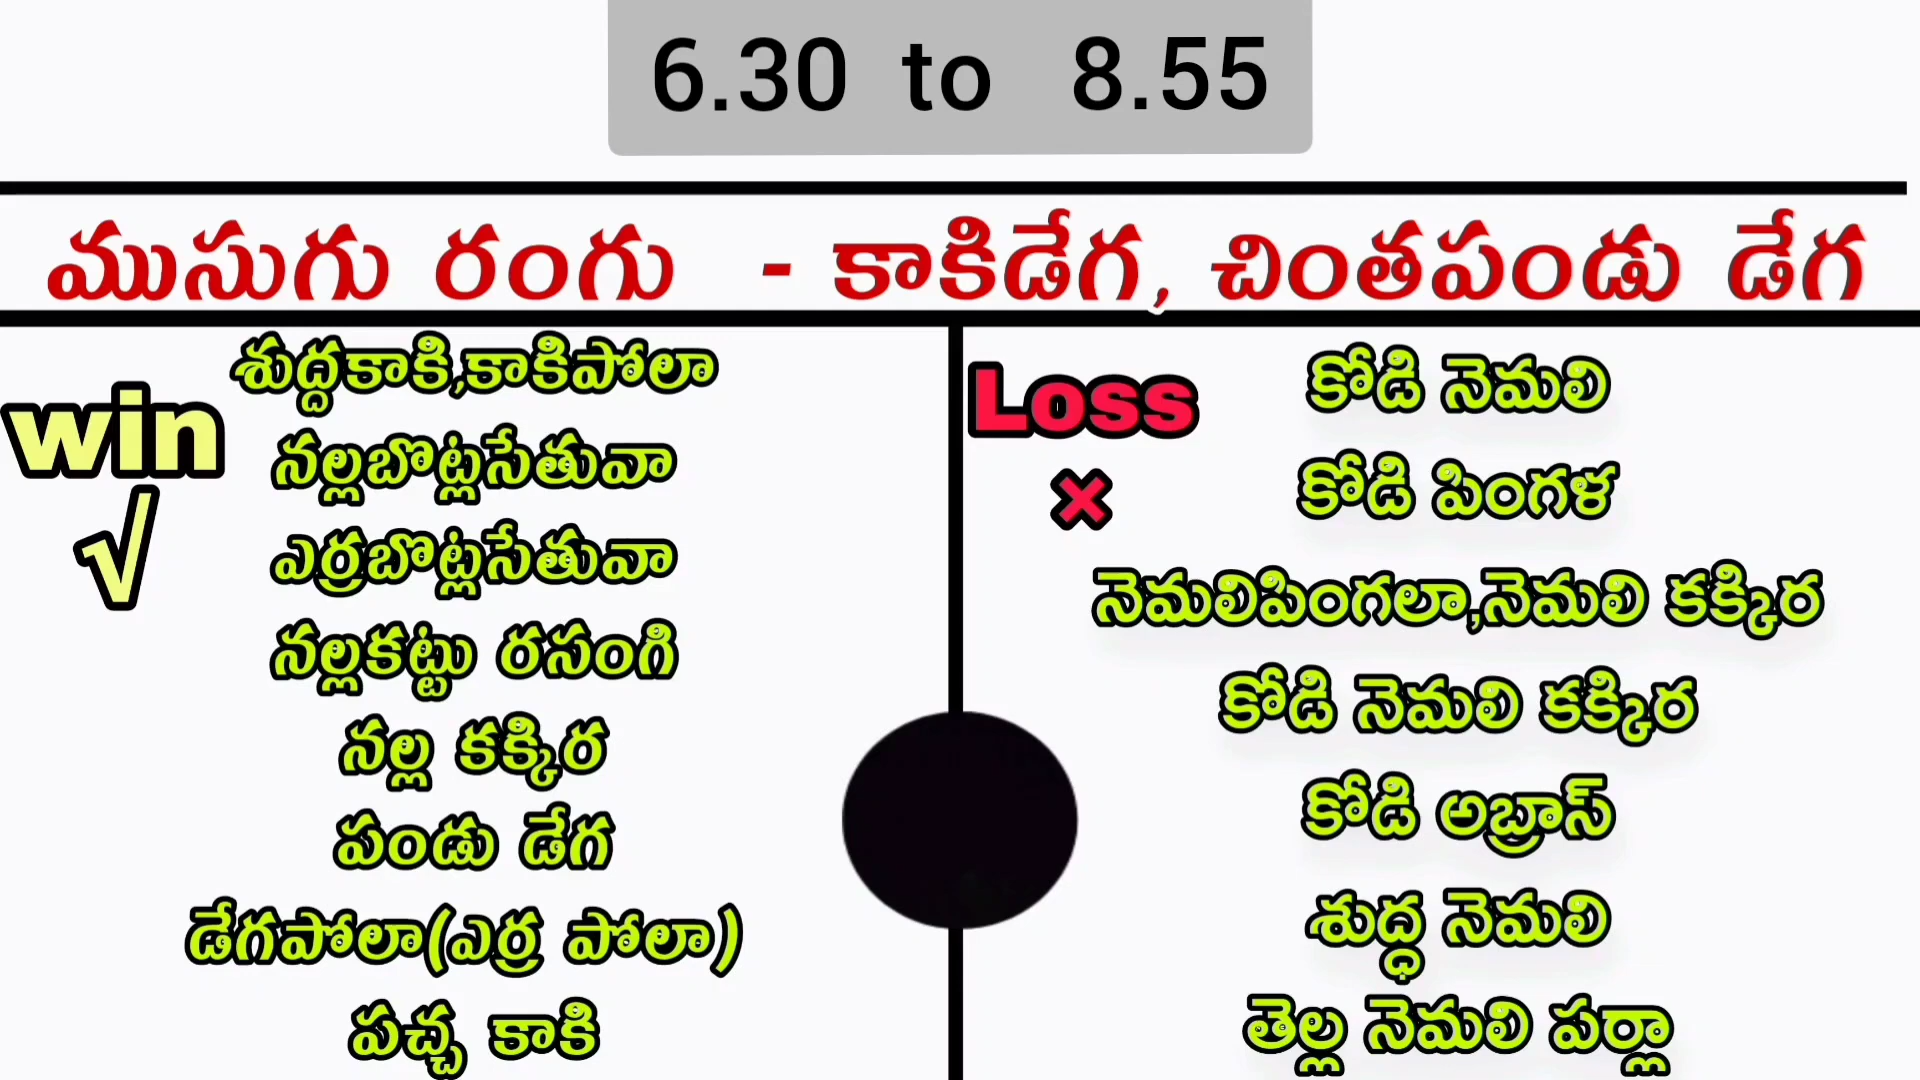 6.30 to 8.55
ముసుగు రంగు - కాకిడేగ, చింతపండు డేగ
win
√
శుద్దకాకి,కాకిపోలా
నల్లబొట్లసేతువా
ఎర్రబొట్లసేతువా
నల్లకట్టు రసంగి
నల్ల కక్కిర
పండు డేగ
డేగపోలా(ఎర్ర పోలా)
పచ్చ కాకి
Loss
×
కోడి నెమలి
కోడి పింగళ
నెమలిపింగలా,నెమలి కక్కిర
కోడి నెమలి కక్కిర
కోడి అబ్రాస్
శుద్ధ నెమలి
తెల్ల నెమలి పర్లా